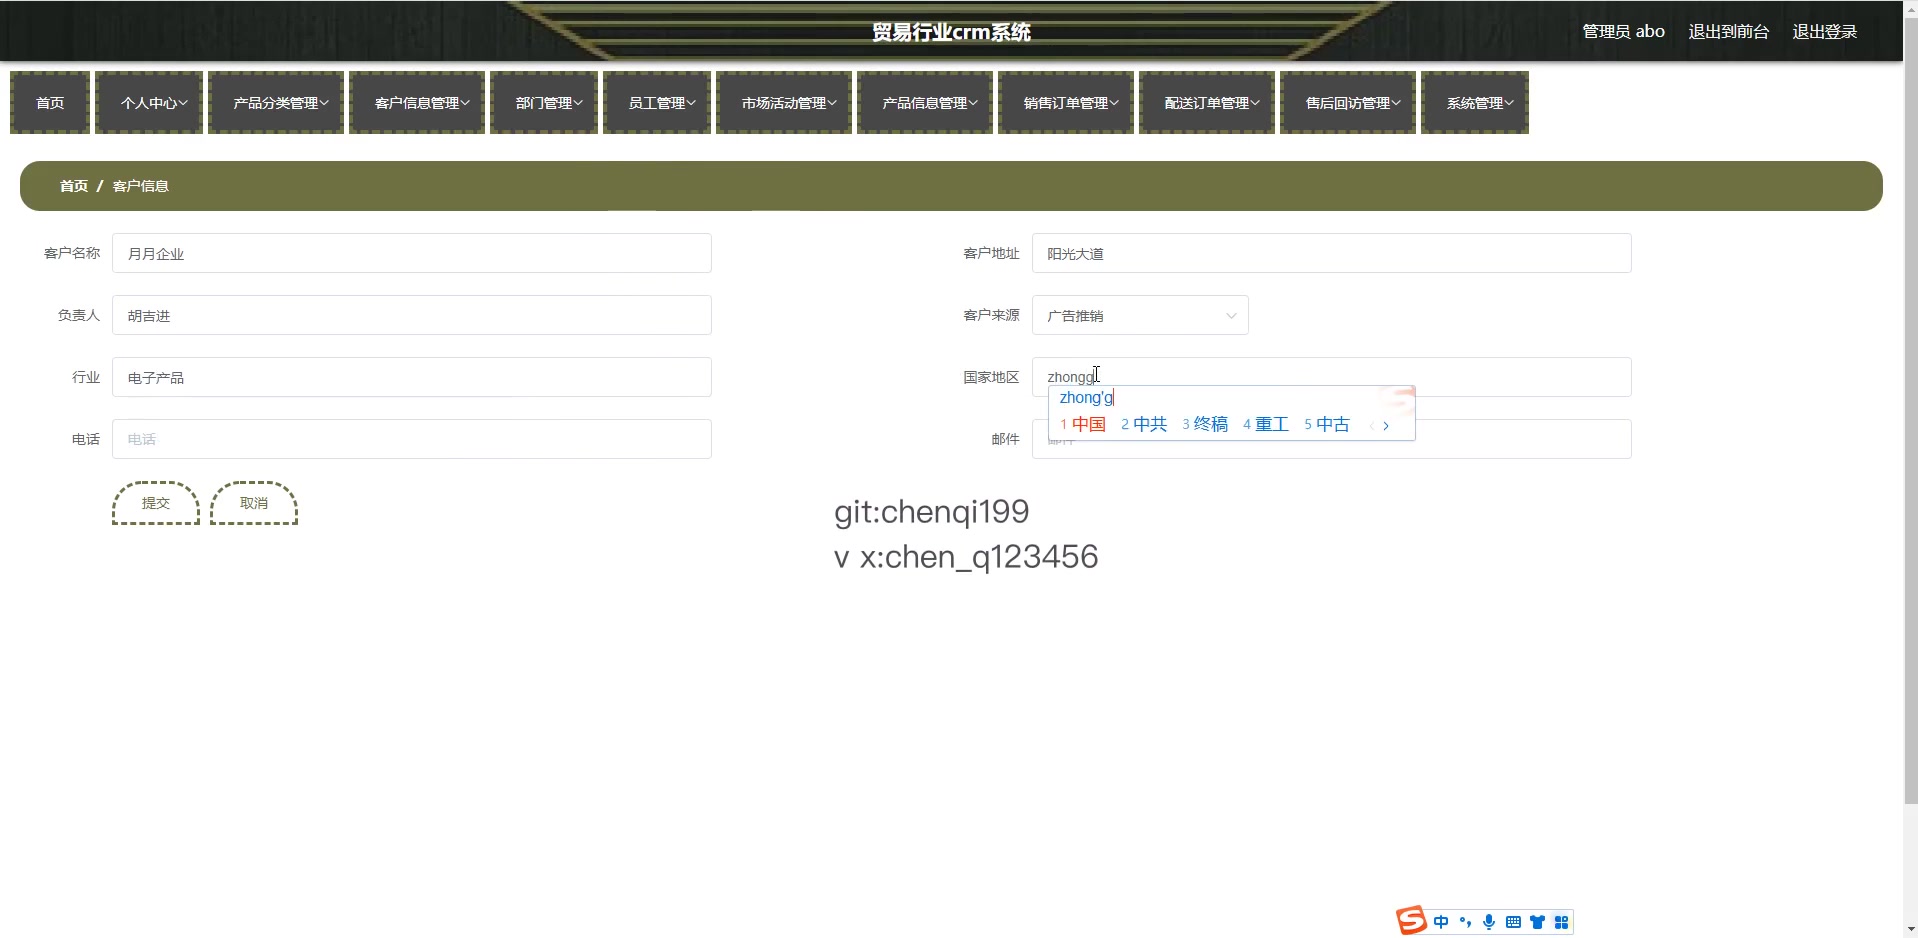 贸易行业crm系统
管理员 abo 退出到前台 退出登录
首页 个人中心 产品分类管理 客户信息管理 部门管理 员工管理 市场活动管理 产品信息管理 销售订单管理 配送订单管理 售后回访管理 系统管理
首页 / 客户信息
客户名称 月月企业 客户地址 阳光大道
负责人 胡吉进 客户来源 广告推销
行业 电子产品 国家地区 zhongg
zhong'g
1 中国 2 中共 3 终稿 4 重工 5 中古
电话 电话 邮件 邮件
提交 取消
git:chenqi199
v x:chen_q123456
中